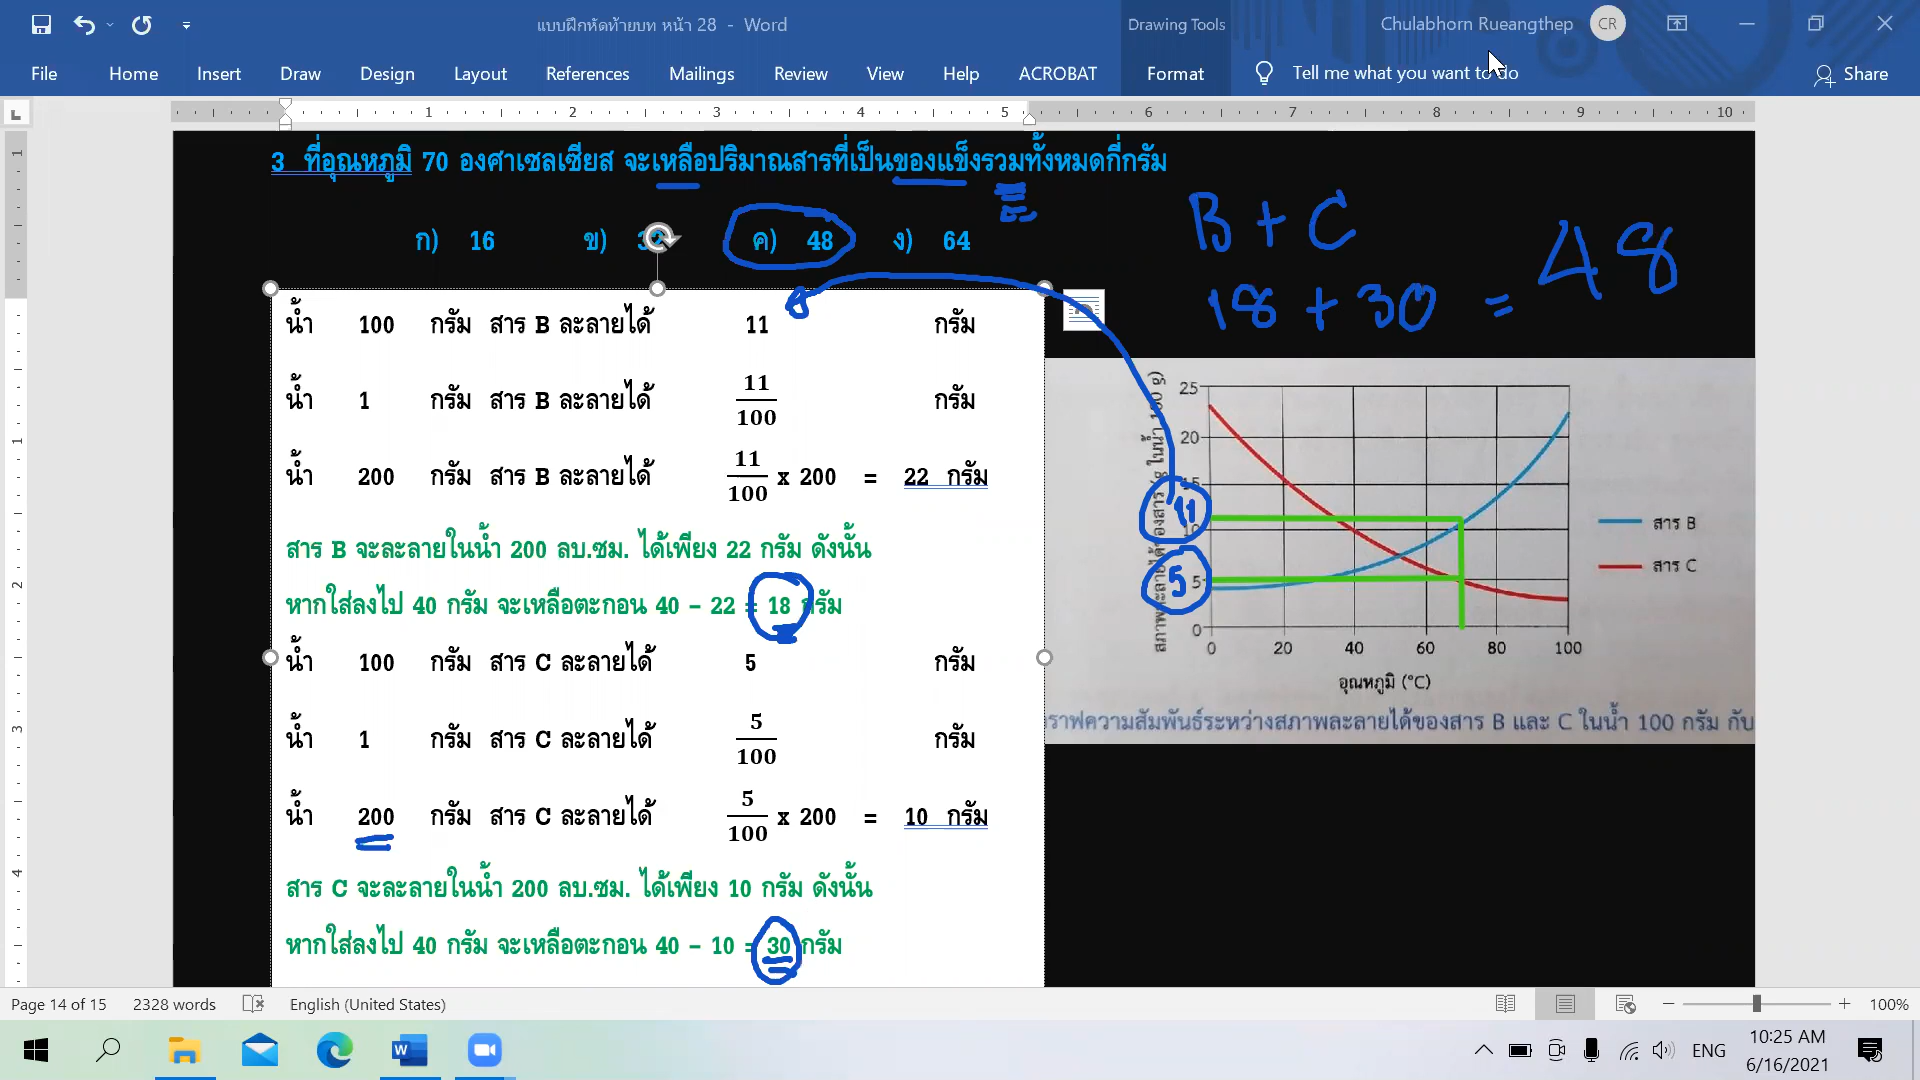 แบบฝึกหัดท้ายบท หน้า 28 - Word
Drawing Tools
Chulabhorn Rueangthep
CR
File Home Insert Draw Design Layout References Mailings Review View Help ACROBAT Format Tell me what you want to do Share
1 2 3 4 5 6 7 8 9 10
3 ที่อุณหภูมิ 70 องศาเซลเซียส จะเหลือปริมาณสารที่เป็นของแข็งรวมทั้งหมดกี่กรัม
ก) 16 ข) ค) 48 ง) 64
B + C
18 + 30 = 48
น้ำ 100 กรัม สาร B ละลายได้ 11 กรัม
น้ำ 1 กรัม สาร B ละลายได้ 11/100 กรัม
น้ำ 200 กรัม สาร B ละลายได้ 11/100 x 200 = 22 กรัม
สาร B จะละลายในน้ำ 200 ลบ.ซม. ได้เพียง 22 กรัม ดังนั้น
หากใส่ลงไป 40 กรัม จะเหลือตะกอน 40 - 22 = 18 กรัม
น้ำ 100 กรัม สาร C ละลายได้ 5 กรัม
น้ำ 1 กรัม สาร C ละลายได้ 5/100 กรัม
น้ำ 200 กรัม สาร C ละลายได้ 5/100 x 200 = 10 กรัม
สาร C จะละลายในน้ำ 200 ลบ.ซม. ได้เพียง 10 กรัม ดังนั้น
หากใส่ลงไป 40 กรัม จะเหลือตะกอน 40 - 10 = 30 กรัม
25
20
11
10
5
5
0
0 20 40 60 80 100
อุณหภูมิ (°C)
สาร B
สาร C
ราฟความสัมพันธ์ระหว่างสภาพละลายได้ของสาร B และ C ในน้ำ 100 กรัม กับ
Page 14 of 15 2328 words English (United States) 100%
ENG
10:25 AM
6/16/2021